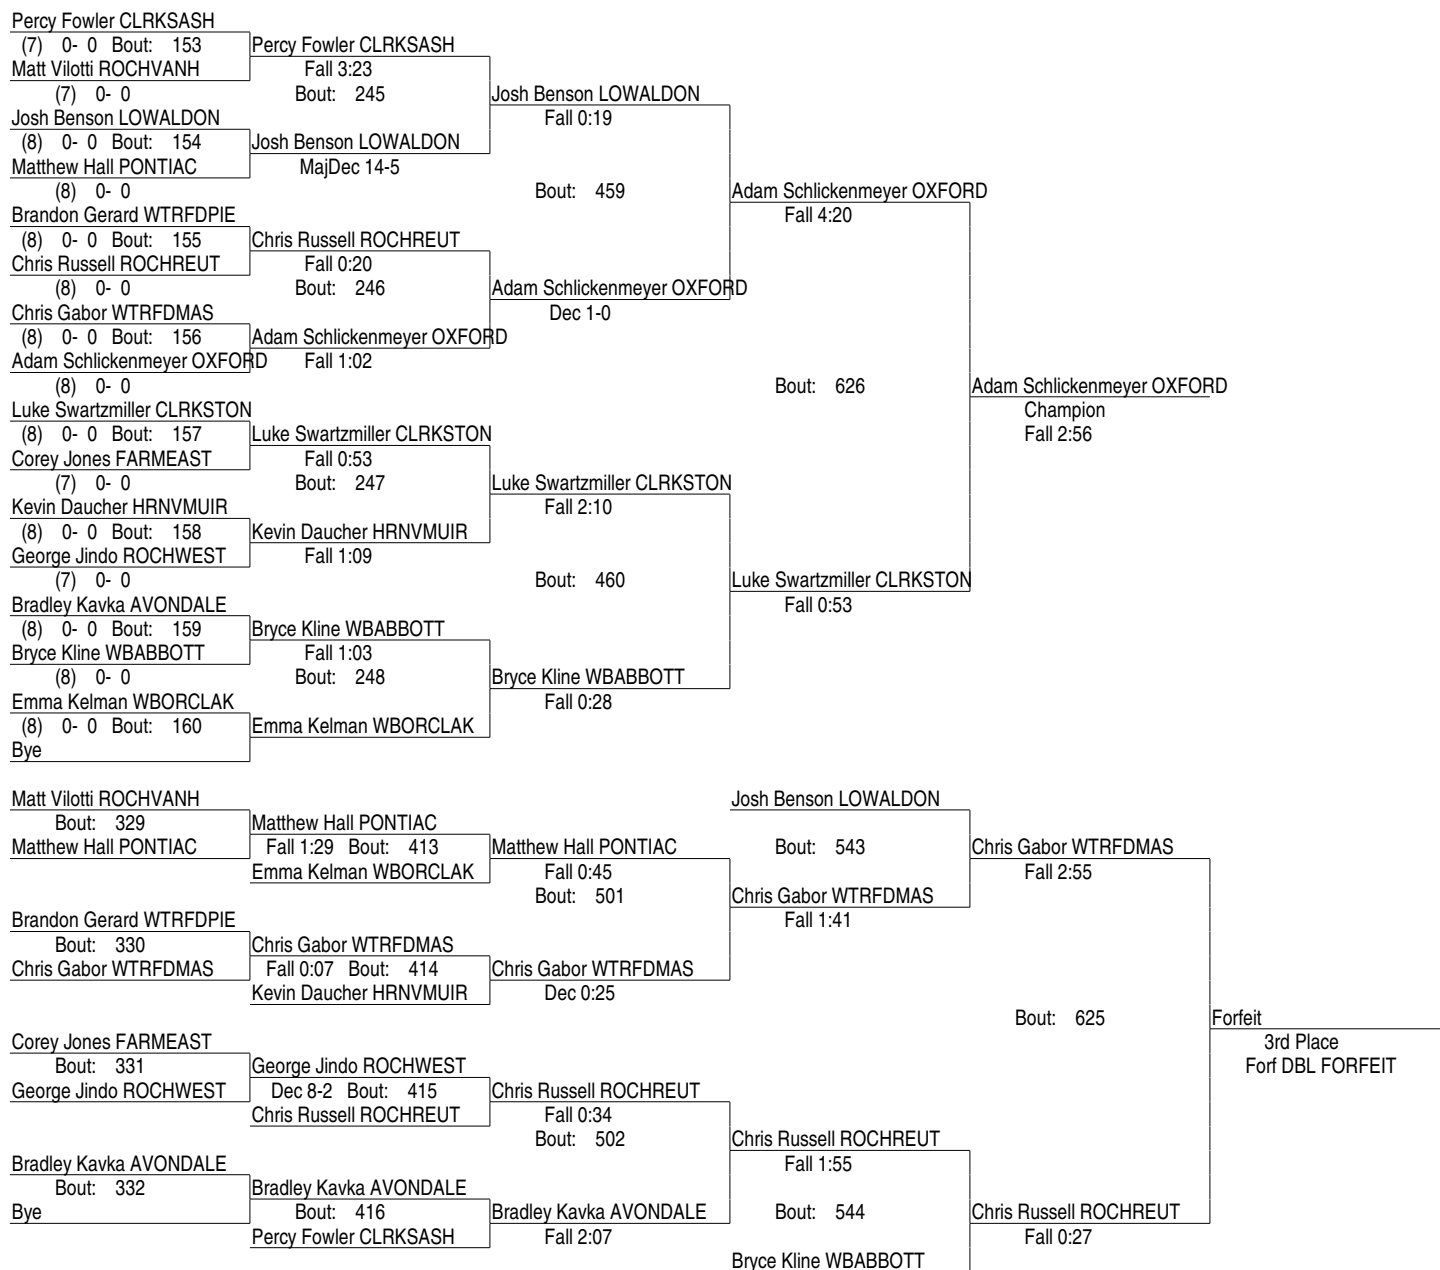 Percy Fowler CLRKSASH
(7) 0- 0 Bout: 153 Percy Fowler CLRKSASH
Matt Vilotti ROCHVANH Fall 3:23
(7) 0- 0 Bout: 245 Josh Benson LOWALDON
Josh Benson LOWALDON Fall 0:19
(8) 0- 0 Bout: 154 Josh Benson LOWALDON
Matthew Hall PONTIAC MajDec 14-5
(8) 0- 0 Bout: 459 Adam Schlickenmeyer OXFORD
Brandon Gerard WTRFDPIE Fall 4:20
(8) 0- 0 Bout: 155 Chris Russell ROCHREUT
Chris Russell ROCHREUT Fall 0:20
(8) 0- 0 Bout: 246 Adam Schlickenmeyer OXFORD
Chris Gabor WTRFDMAS Dec 1-0
(8) 0- 0 Bout: 156 Adam Schlickenmeyer OXFORD
Adam Schlickenmeyer OXFORD Fall 1:02
(8) 0- 0 Bout: 626 Adam Schlickenmeyer OXFORD
Luke Swartzmiller CLRKSTON Champion
(8) 0- 0 Bout: 157 Luke Swartzmiller CLRKSTON Fall 2:56
Corey Jones FARMEAST Fall 0:53
(7) 0- 0 Bout: 247 Luke Swartzmiller CLRKSTON
Kevin Daucher HRNVMUIR Fall 2:10
(8) 0- 0 Bout: 158 Kevin Daucher HRNVMUIR
George Jindo ROCHWEST Fall 1:09
(7) 0- 0 Bout: 460 Luke Swartzmiller CLRKSTON
Bradley Kavka AVONDALE Fall 0:53
(8) 0- 0 Bout: 159 Bryce Kline WBABBOTT
Bryce Kline WBABBOTT Fall 1:03
(8) 0- 0 Bout: 248 Bryce Kline WBABBOTT
Emma Kelman WBORCLAK Fall 0:28
(8) 0- 0 Bout: 160 Emma Kelman WBORCLAK
Bye
Matt Vilotti ROCHVANH Josh Benson LOWALDON
Bout: 329 Matthew Hall PONTIAC
Matthew Hall PONTIAC Fall 1:29 Bout: 413 Matthew Hall PONTIAC Bout: 543 Chris Gabor WTRFDMAS
Emma Kelman WBORCLAK Fall 0:45 Fall 2:55
Bout: 501 Chris Gabor WTRFDMAS
Brandon Gerard WTRFDPIE Fall 1:41
Bout: 330 Chris Gabor WTRFDMAS
Chris Gabor WTRFDMAS Fall 0:07 Bout: 414 Chris Gabor WTRFDMAS
Kevin Daucher HRNVMUIR Dec 0:25
Bout: 625 Forfeit
Corey Jones FARMEAST 3rd Place
Bout: 331 George Jindo ROCHWEST Forf DBL FORFEIT
George Jindo ROCHWEST Dec 8-2 Bout: 415 Chris Russell ROCHREUT
Chris Russell ROCHREUT Fall 0:34
Bout: 502 Chris Russell ROCHREUT
Bradley Kavka AVONDALE Fall 1:55
Bout: 332 Bradley Kavka AVONDALE
Bye Bout: 416 Bradley Kavka AVONDALE Bout: 544 Chris Russell ROCHREUT
Percy Fowler CLRKSASH Fall 2:07 Fall 0:27
Bryce Kline WBABBOTT